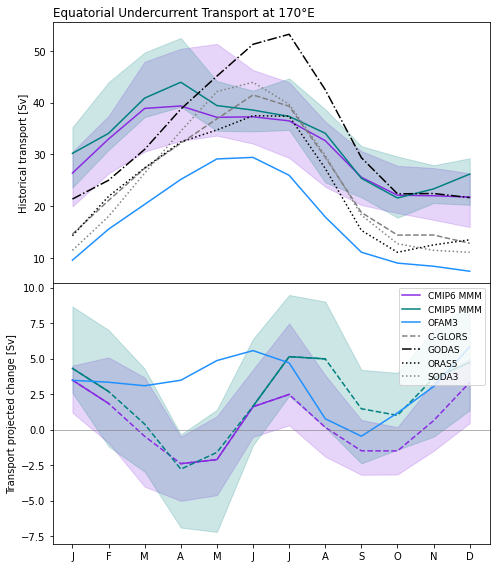 Equatorial Undercurrent Transport at 170°E
Historical transport [Sv]
50
40
30
20
10
Transport projected change [Sv]
10.0
7.5
5.0
2.5
0.0
−2.5
−5.0
−7.5
CMIP6 MMM
CMIP5 MMM
OFAM3
C-GLORS
GODAS
ORAS5
SODA3
J F M A M J J A S O N D